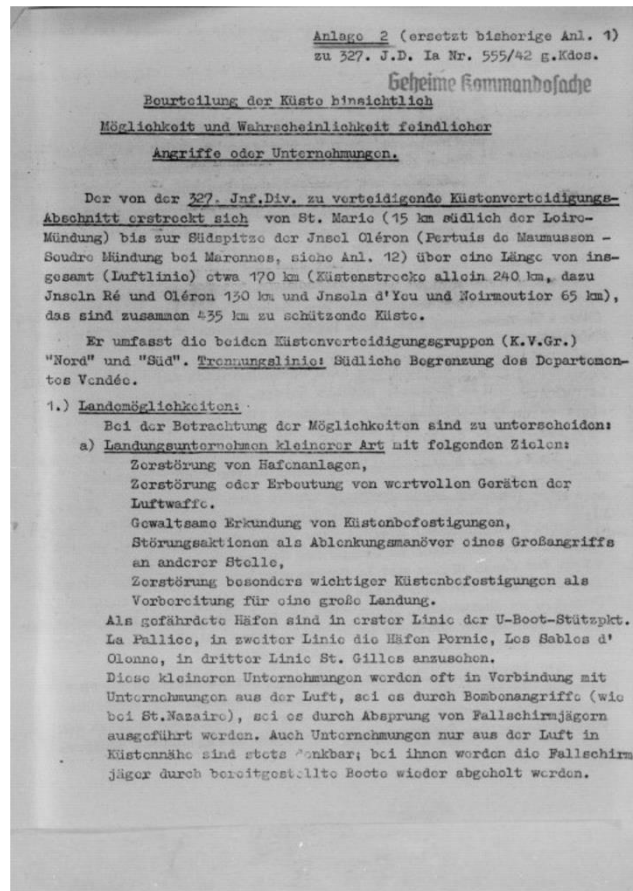 Anlage 2 (ersetzt bisherige Anl. 1)
zu 327. J.D. Ia Nr. 555/42 g.Kdos.
Geheime Kommandosache
Beurteilung der Küste hinsichtlich
Möglichkeit und Wahrscheinlichkeit feindlicher
Angriffe oder Unternehmungen.
Der von der 327. Jnf.Div. zu verteidigende Küstenverteidigungs-
Abschnitt erstreckt sich von St. Marie (15 km südlich der Loire-
Mündung) bis zur Südspitze der Jnsel Oléron (Pertuis de Maumusson -
Seudre Mündung bei Marennes, siehe Anl. 12) über eine Länge von ins-
gesamt (Luftlinie) etwa 170 km (Küstenstrecke allein 240 km, dazu
Jnseln Ré und Oléron 130 km und Jnseln d'Yeu und Noirmoutier 65 km),
das sind zusammen 435 km zu schützende Küste.
Er umfasst die beiden Küstenverteidigungsgruppen (K.V.Gr.)
"Nord" und "Süd". Trennungslinie: Südliche Begrenzung des Departemen-
tes Vendée.
1.) Landemöglichkeiten:
Bei der Betrachtung der Möglichkeiten sind zu unterscheiden:
a) Landungsunternehmen kleinerer Art mit folgenden Zielen:
Zerstörung von Hafenanlagen,
Zerstörung oder Erbeutung von wertvollen Geräten der
Luftwaffe.
Gewaltsame Erkundung von Küstenbefestigungen,
Störungsaktionen als Ablenkungsmanöver eines Großangriffs
an anderer Stelle,
Zerstörung besonders wichtiger Küstenbefestigungen als
Vorbereitung für eine große Landung.
Als gefährdete Häfen sind in erster Linie der U-Boot-Stützpkt.
La Pallice, in zweiter Linie die Häfen Pornic, Les Sables d'
Olonne, in dritter Linie St. Gilles anzusehen.
Diese kleineren Unternehmungen werden oft in Verbindung mit
Unternehmungen aus der Luft, sei es durch Bombenangriffe (wie
bei St.Nazaire), sei es durch Absprung von Fallschirmjägern
ausgeführt werden. Auch Unternehmungen nur aus der Luft in
Küstennähe sind stets denkbar; bei ihnen werden die Fallschirm
jäger durch bereitgestellte Boote wieder abgeholt werden.